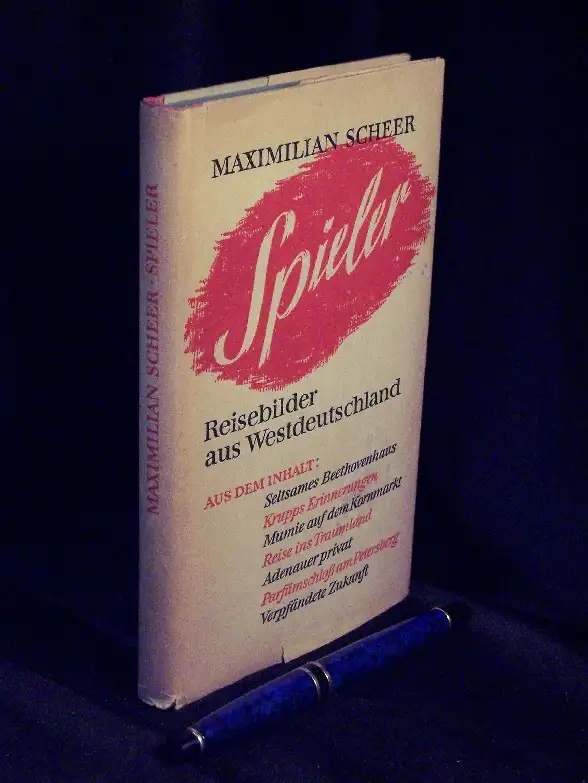 MAXIMILIAN SCHEER · SPIELER
MAXIMILIAN SCHEER
Spieler
Reisebilder
aus Westdeutschland
AUS DEM INHALT:
Seltsames Beethovenhaus
Krupps Erinnerungen
Mumie auf dem Kornmarkt
Reise ins Traumland
Adenauer privat
Parfümschloß am Petersberg
Verpfändete Zukunft